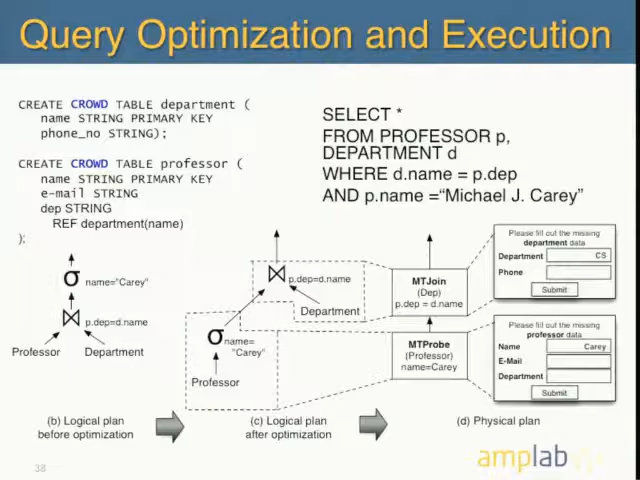 Query Optimization and Execution
CREATE CROWD TABLE department (
name STRING PRIMARY KEY
phone_no STRING);
CREATE CROWD TABLE professor (
name STRING PRIMARY KEY
e-mail STRING
dep STRING
REF department(name)
);
SELECT *
FROM PROFESSOR p,
DEPARTMENT d
WHERE d.name = p.dep
AND p.name =“Michael J. Carey”
σ name="Carey"
⋈ p.dep=d.name
Professor Department
(b) Logical plan
before optimization
⋈ p.dep=d.name
Department
σ name=
"Carey"
Professor
(c) Logical plan
after optimization
MTJoin
(Dep)
p.dep = d.name
MTProbe
(Professor)
name=Carey
Please fill out the missing
department data
Department CS
Phone
Submit
Please fill out the missing
professor data
Name Carey
E-Mail
Department
Submit
(d) Physical plan
38
amplab